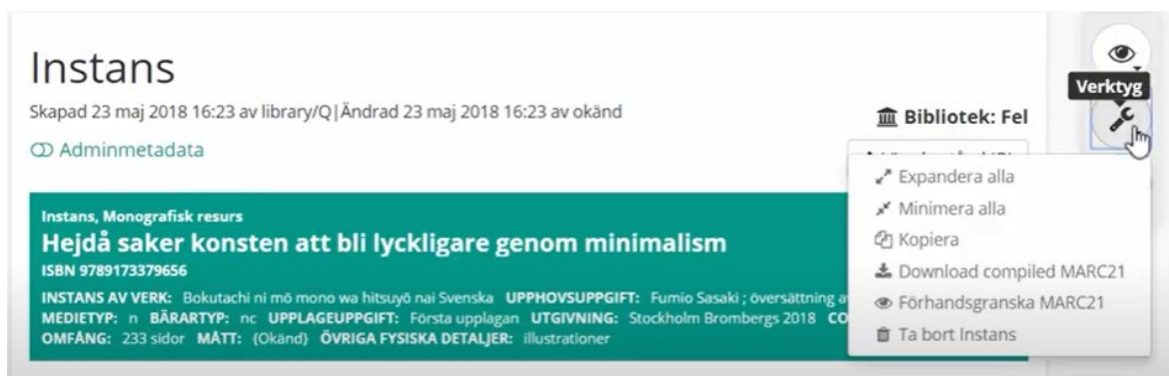 Instans
Skapad 23 maj 2018 16:23 av library/Q|Ändrad 23 maj 2018 16:23 av okänd
Adminmetadata
Verktyg
Bibliotek: Fel
Expandera alla
Minimera alla
Kopiera
Download compiled MARC21
Förhandsgranska MARC21
Ta bort Instans
Instans, Monografisk resurs
Hejdå saker konsten att bli lyckligare genom minimalism
ISBN 9789173379656
INSTANS AV VERK: Bokutachi ni mō mono wa hitsuyō nai Svenska UPPHOVSUPPGIFT: Fumio Sasaki ; översättning
MEDIETYP: n BÄRARTYP: nc UPPLAGEUPPGIFT: Första upplagan UTGIVNING: Stockholm Brombergs 2018
OMFÅNG: 233 sidor MÅTT: {Okänd} ÖVRIGA FYSISKA DETALJER: illustrationer